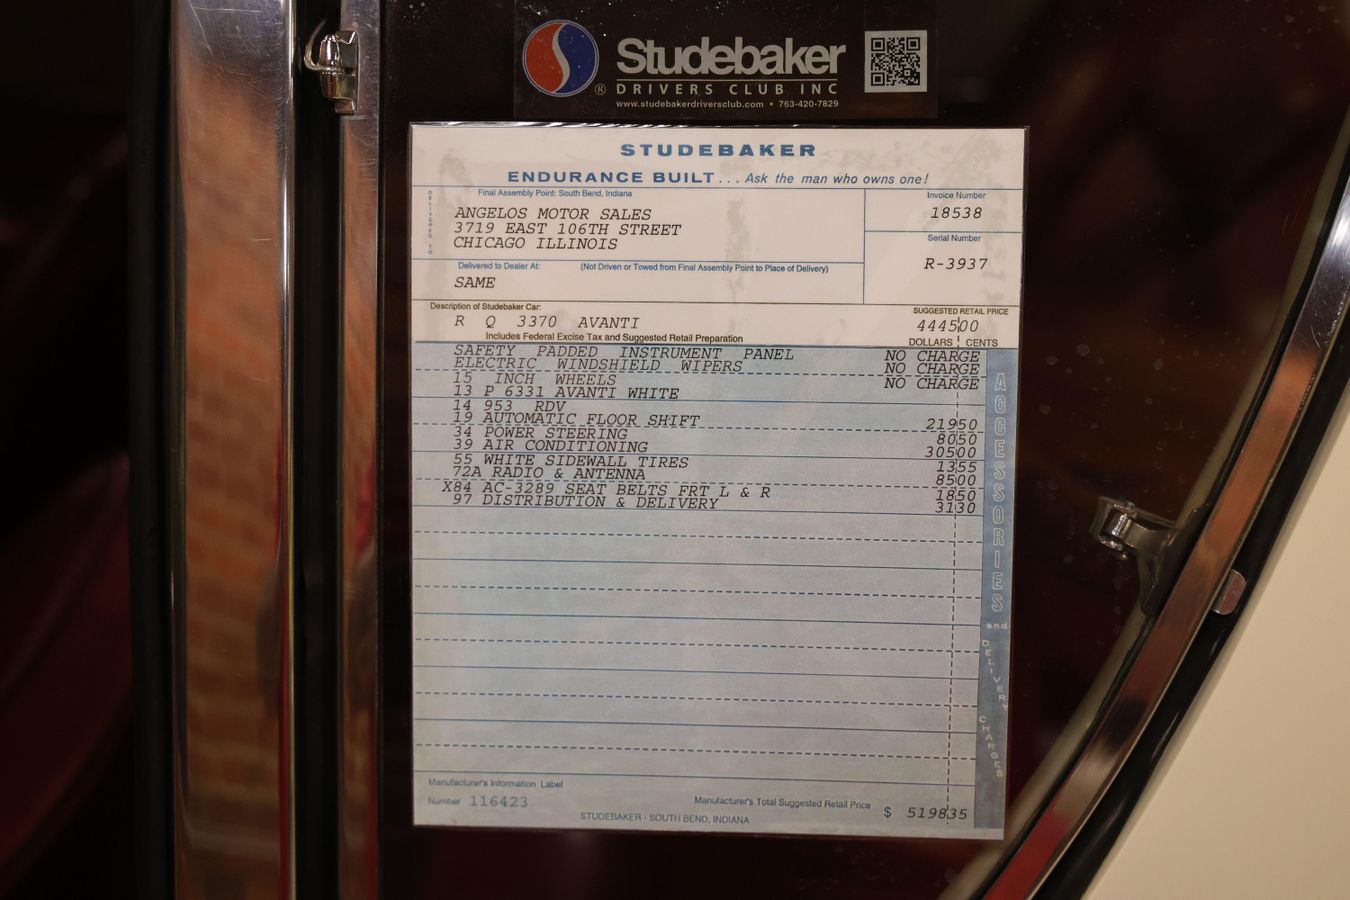 Studebaker
® DRIVERS CLUB INC
www.studebakerdriversclub.com • 763-420-7829
STUDEBAKER
ENDURANCE BUILT... Ask the man who owns one!
DELIVERED TO
Final Assembly Point: South Bend, Indiana
ANGELOS MOTOR SALES
3719 EAST 106TH STREET
CHICAGO ILLINOIS
Invoice Number
18538
Serial Number
R-3937
Delivered to Dealer At: (Not Driven or Towed from Final Assembly Point to Place of Delivery)
SAME
Description of Studebaker Car:
R Q 3370 AVANTI
Includes Federal Excise Tax and Suggested Retail Preparation
SUGGESTED RETAIL PRICE
444500
DOLLARS CENTS
SAFETY PADDED INSTRUMENT PANEL NO CHARGE
ELECTRIC WINDSHIELD WIPERS NO CHARGE
15 INCH WHEELS NO CHARGE
13 P 6331 AVANTI WHITE
14 953 RDV
19 AUTOMATIC FLOOR SHIFT 21950
34 POWER STEERING 8050
39 AIR CONDITIONING 30500
55 WHITE SIDEWALL TIRES 1355
72A RADIO & ANTENNA 8500
X84 AC-3289 SEAT BELTS FRT L & R 1850
97 DISTRIBUTION & DELIVERY 3130
ACCESSORIES
and
DELIVERY
CHARGES
Manufacturer's Information Label
Number 116423
Manufacturer's Total Suggested Retail Price $ 519835
STUDEBAKER - SOUTH BEND, INDIANA